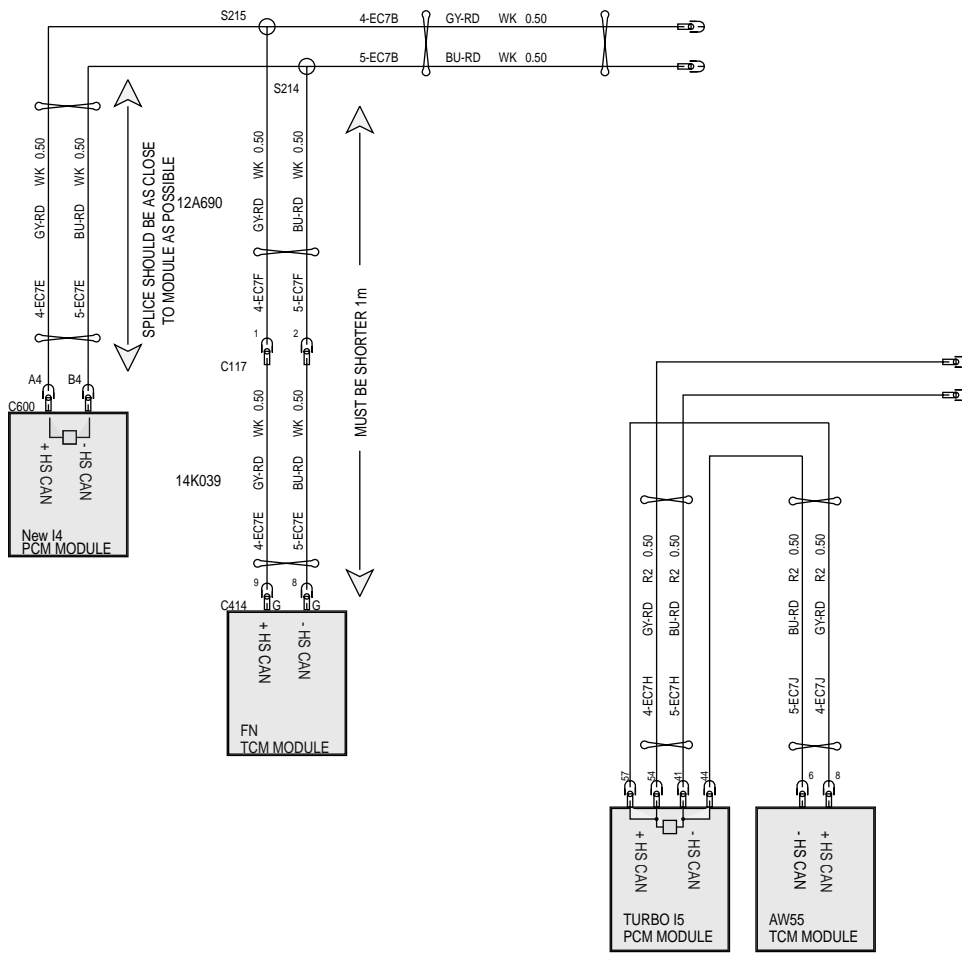 S215
4-EC7B GY-RD WK 0.50
5-EC7B BU-RD WK 0.50
S214
4-EC7E GY-RD WK 0.50
5-EC7E BU-RD WK 0.50
SPLICE SHOULD BE AS CLOSE
TO MODULE AS POSSIBLE
12A690
4-EC7F GY-RD WK 0.50
5-EC7F BU-RD WK 0.50
MUST BE SHORTER 1m
1 2
C117
A4 B4
C600
+ HS CAN
- HS CAN
New I4
PCM MODULE
14K039
4-EC7E GY-RD WK 0.50
5-EC7E BU-RD WK 0.50
9 8
C414 G G
+ HS CAN
- HS CAN
FN
TCM MODULE
4-EC7H GY-RD R2 0.50
5-EC7H BU-RD R2 0.50
5-EC7J BU-RD R2 0.50
4-EC7J GY-RD R2 0.50
57 54 41 44
6 8
+ HS CAN
- HS CAN
TURBO I5
PCM MODULE
- HS CAN
+ HS CAN
AW55
TCM MODULE